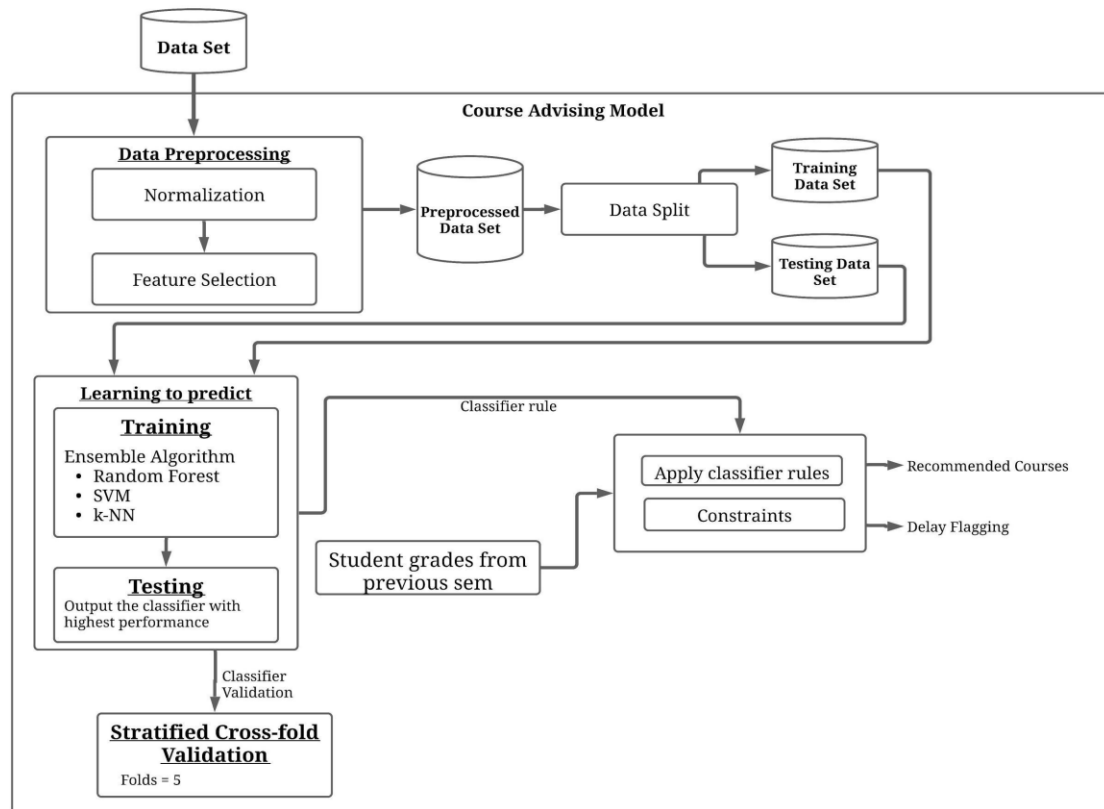 Data Set
Course Advising Model
Data Preprocessing
Normalization
Feature Selection
Preprocessed
Data Set
Data Split
Training
Data Set
Testing Data
Set
Learning to predict
Training
Ensemble Algorithm
• Random Forest
• SVM
• k-NN
Testing
Output the classifier with
highest performance
Classifier rule
Apply classifier rules
Constraints
Recommended Courses
Delay Flagging
Student grades from
previous sem
Classifier
Validation
Stratified Cross-fold
Validation
Folds = 5